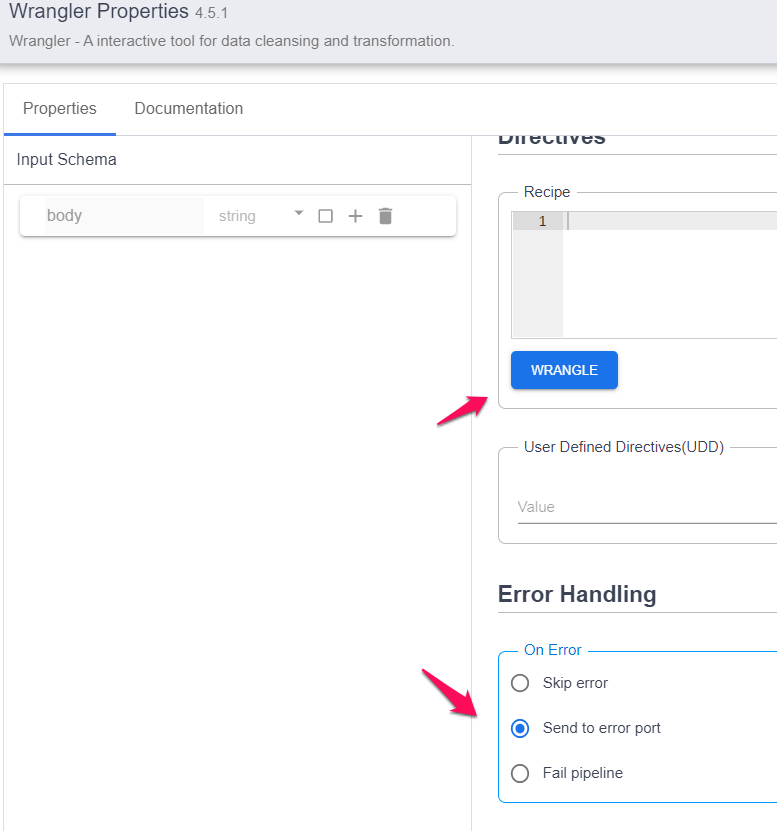 Wrangler Properties 4.5.1
Wrangler - A interactive tool for data cleansing and transformation.
Properties Documentation
Input Schema
body string
Directives
Recipe
1
WRANGLE
User Defined Directives(UDD)
Value
Error Handling
On Error
Skip error
Send to error port
Fail pipeline